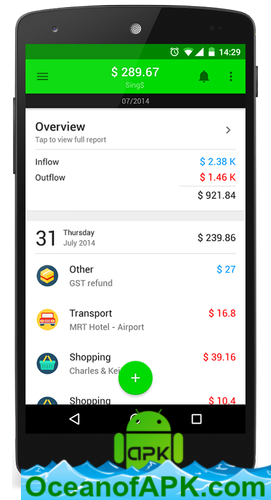 14:29
$ 289.67
Sing$
07/2014
Overview
Tap to view full report
Inflow $ 2.38 K
Outflow $ 1.46 K
$ 921.84
31 Thursday
July 2014
$ 239.86
Other $ 27
GST refund
Transport $ 16.8
MRT Hotel - Airport
Shopping $ 39.16
Charles & Kei
Shopping $ 10.4
APK
OceanofAPK.com